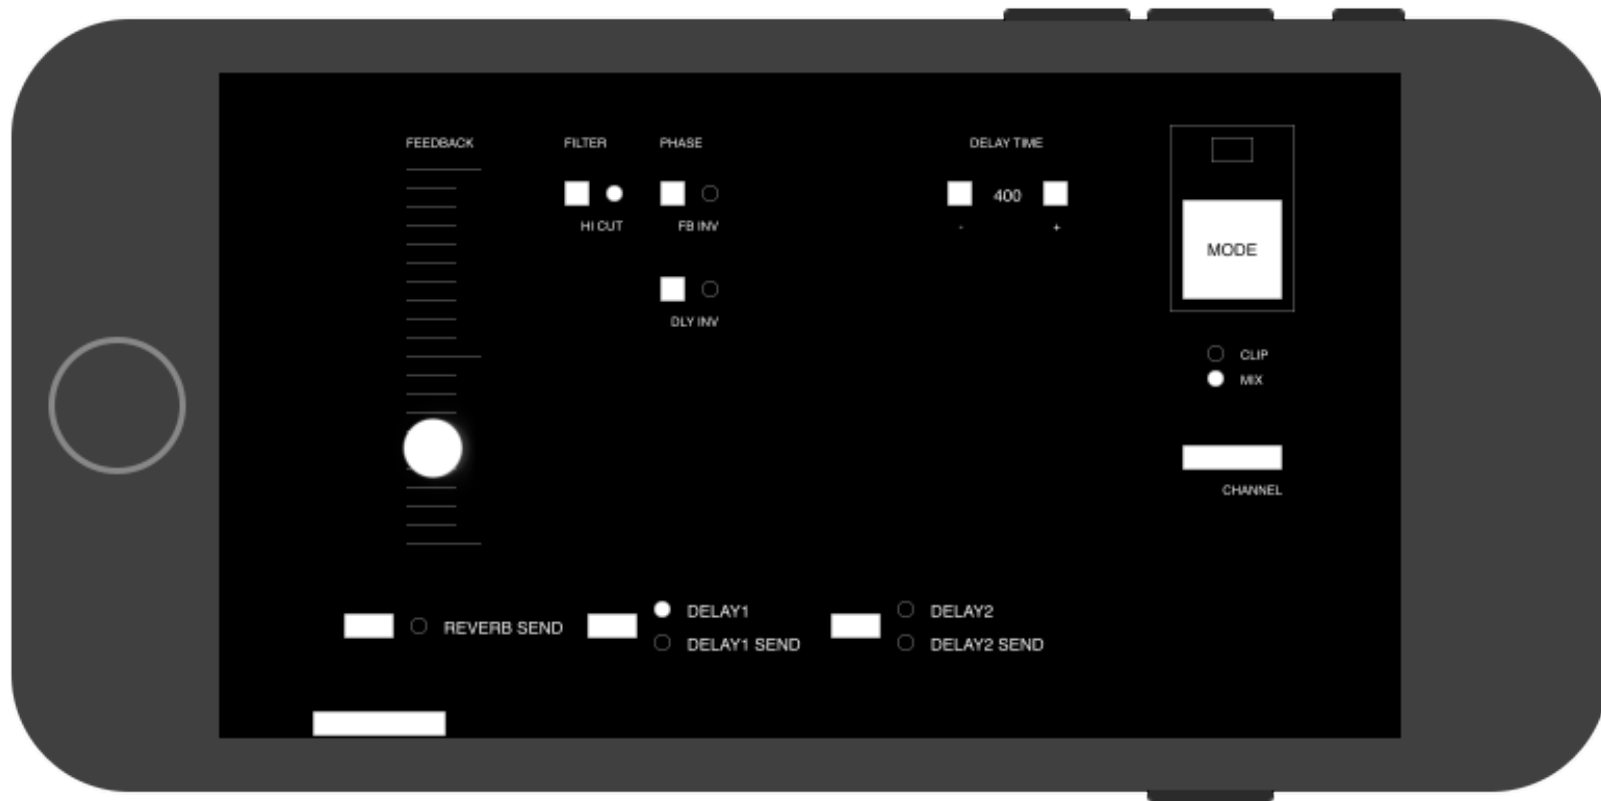 FEEDBACK
FILTER
PHASE
DELAY TIME
400
HI CUT
FB INV
-
+
MODE
DLY INV
CLIP
MIX
CHANNEL
REVERB SEND
DELAY1
DELAY1 SEND
DELAY2
DELAY2 SEND